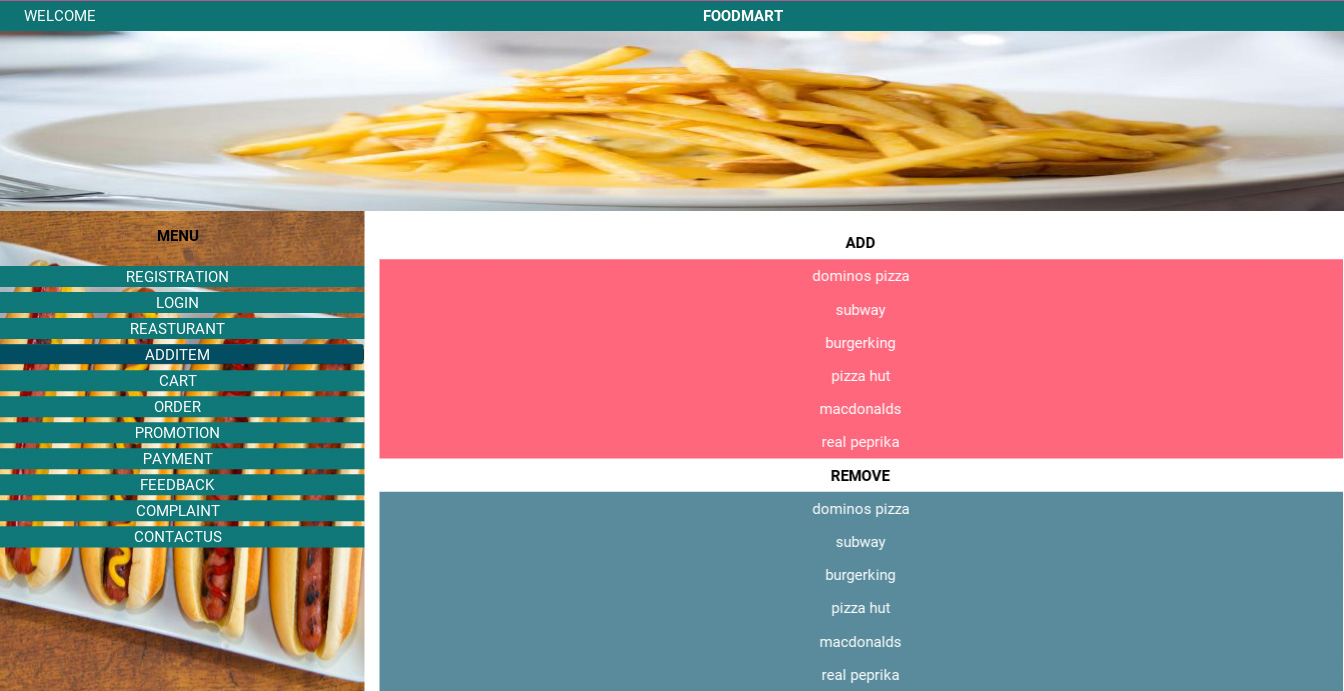 WELCOME FOODMART
MENU
REGISTRATION
LOGIN
REASTURANT
ADDITEM
CART
ORDER
PROMOTION
PAYMENT
FEEDBACK
COMPLAINT
CONTACTUS
ADD
dominos pizza
subway
burgerking
pizza hut
macdonalds
real peprika
REMOVE
dominos pizza
subway
burgerking
pizza hut
macdonalds
real peprika